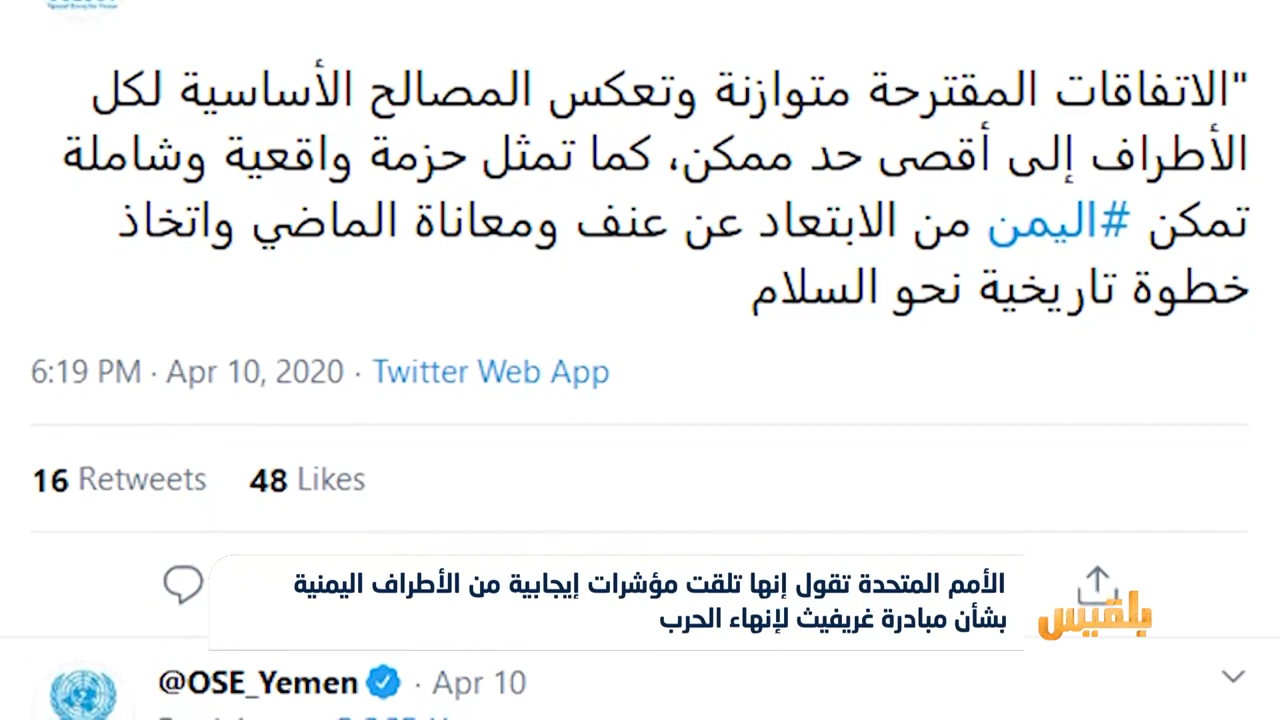 "الاتفاقات المقترحة متوازنة وتعكس المصالح الأساسية لكل
الأطراف إلى أقصى حد ممكن، كما تمثل حزمة واقعية وشاملة
تمكن #اليمن من الابتعاد عن عنف ومعاناة الماضي واتخاذ
خطوة تاريخية نحو السلام
6:19 PM · Apr 10, 2020 · Twitter Web App
16 Retweets 48 Likes
الأمم المتحدة تقول إنها تلقت مؤشرات إيجابية من الأطراف اليمنية
بشأن مبادرة غريفيث لإنهاء الحرب
بلقيس
@OSE_Yemen · Apr 10